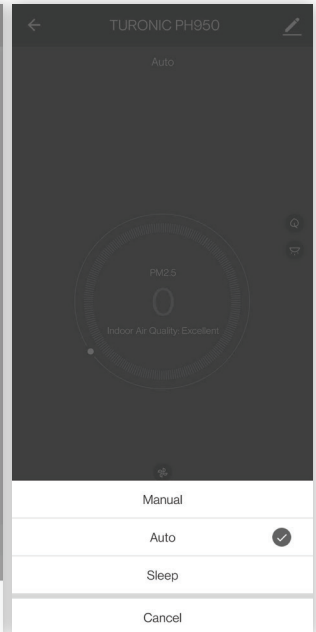 TURONIC PH950
Auto
PM2.5
0
Indoor Air Quality: Excellent
Manual
Auto
Sleep
Cancel